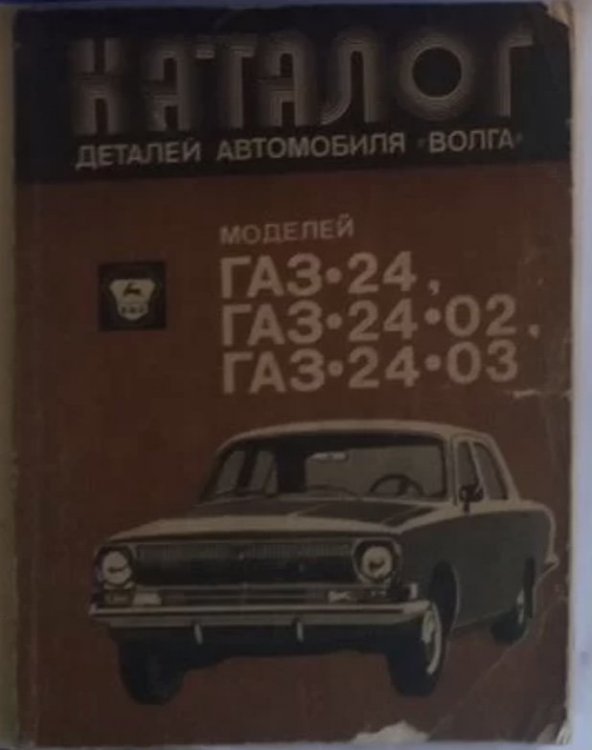 КАТАЛОГ
ДЕТАЛЕЙ АВТОМОБИЛЯ "ВОЛГА"
МОДЕЛЕЙ
ГАЗ•24,
ГАЗ•24•02,
ГАЗ•24•03